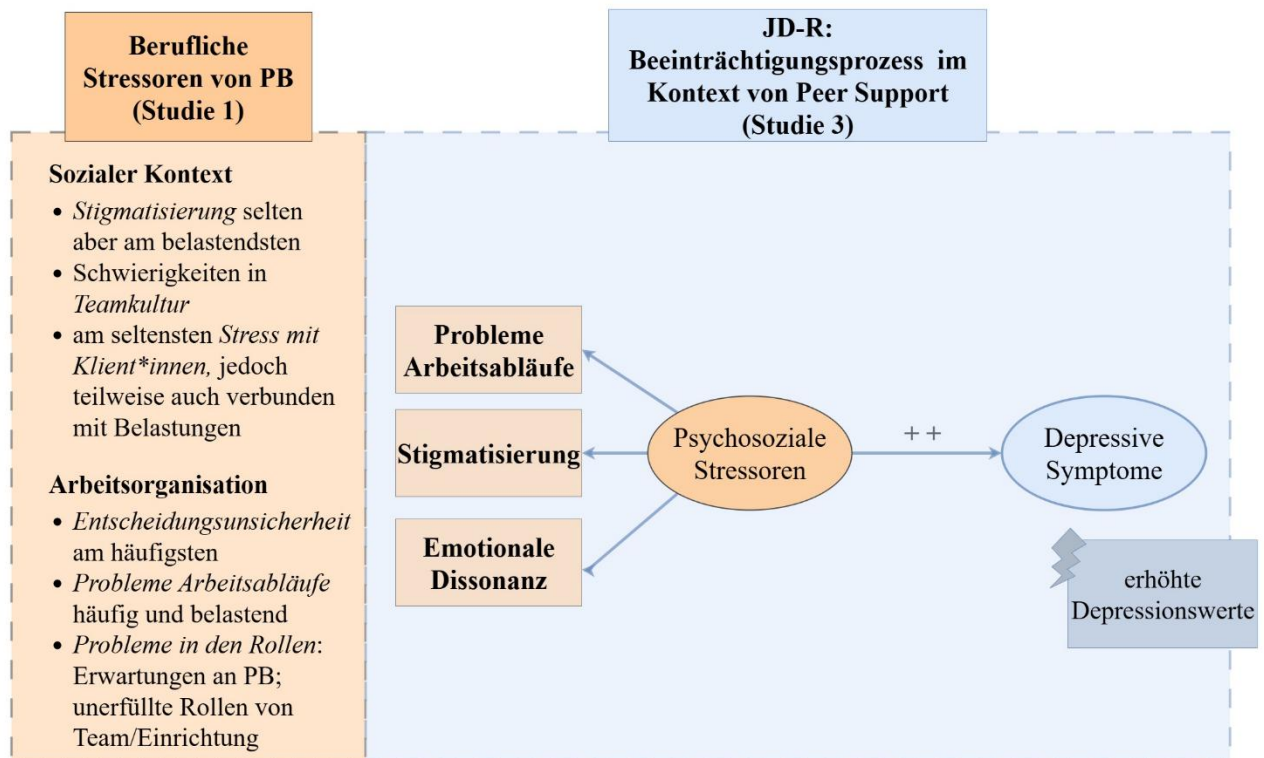 Berufliche
Stressoren von PB
(Studie 1)
Sozialer Kontext
• Stigmatisierung selten
aber am belastendsten
• Schwierigkeiten in
Teamkultur
• am seltensten Stress mit
Klient*innen, jedoch
teilweise auch verbunden
mit Belastungen
Arbeitsorganisation
• Entscheidungsunsicherheit
am häufigsten
• Probleme Arbeitsabläufe
häufig und belastend
• Probleme in den Rollen:
Erwartungen an PB;
unerfüllte Rollen von
Team/Einrichtung
JD-R:
Beeinträchtigungsprozess im
Kontext von Peer Support
(Studie 3)
Probleme
Arbeitsabläufe
Stigmatisierung
Emotionale
Dissonanz
Psychosoziale
Stressoren
++
Depressive
Symptome
erhöhte
Depressionswerte